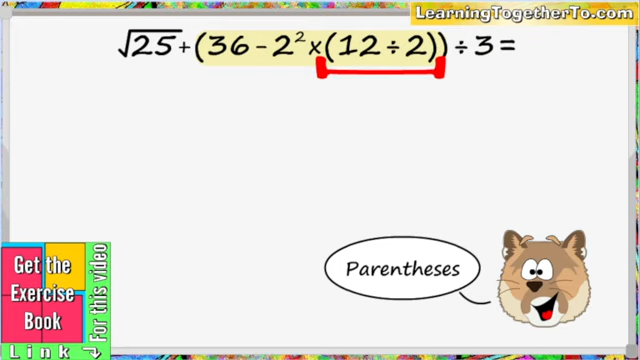 LearningTogetherTo.com
√25+(36-2²×(12÷2))÷3=
Parentheses
Get the
Exercise
Book
Link
For this video